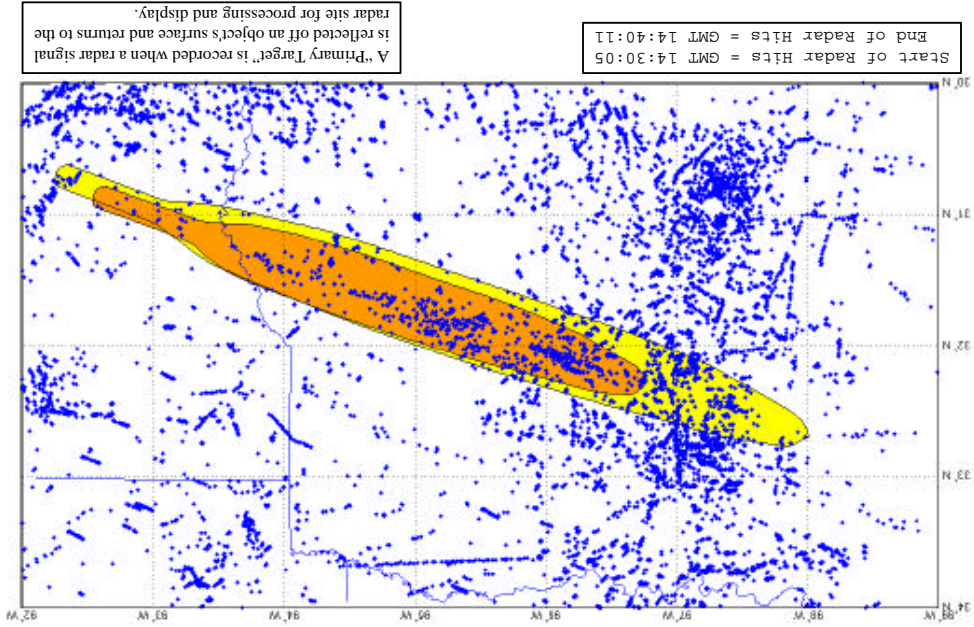 99° W 98° W 97° W 96° W 95° W 94° W 93° W 92° W
34° N
33° N
32° N
31° N
30° N
Start of Radar Hits = GMT 14:30:05
End of Radar Hits = GMT 14:40:11
A “Primary Target” is recorded when a radar signal
is reflected off an object’s surface and returns to the
radar site for processing and display.